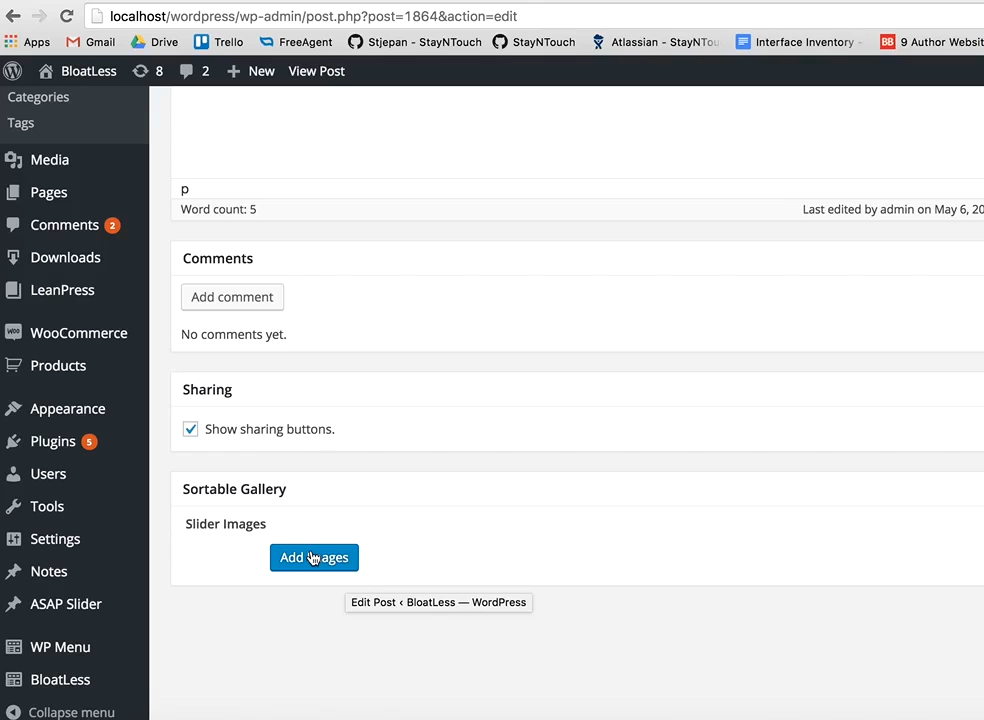 localhost/wordpress/wp-admin/post.php?post=1864&action=edit
Apps Gmail Drive Trello FreeAgent Stjepan - StayNTouch StayNTouch Atlassian - StayNTou Interface Inventory - BB 9 Author Websit
BloatLess 8 2 New View Post
Categories
Tags
Media
Pages
Comments 2
Downloads
LeanPress
WooCommerce
Products
Appearance
Plugins 5
Users
Tools
Settings
Notes
ASAP Slider
WP Menu
BloatLess
Collapse menu
p
Word count: 5 Last edited by admin on May 6, 20
Comments
Add comment
No comments yet.
Sharing
Show sharing buttons.
Sortable Gallery
Slider Images
Add Images
Edit Post ‹ BloatLess — WordPress